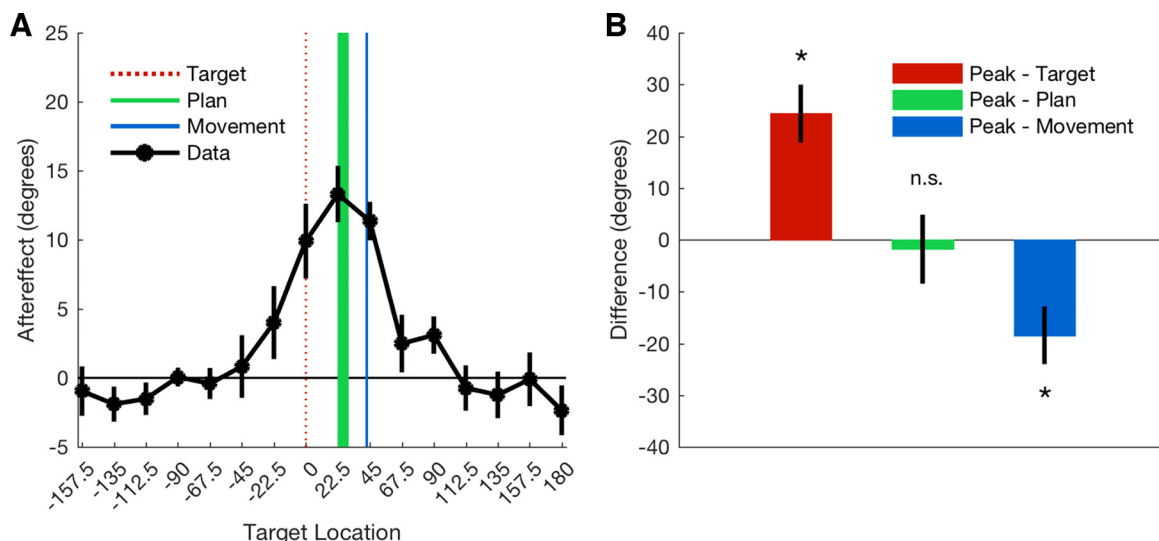 A
Aftereffect (degrees)
25
20
15
10
5
0
-5
Target
Plan
Movement
Data
-157.5
-135
-112.5
-90
-67.5
-45
-22.5
0
22.5
45
67.5
90
112.5
135
157.5
180
Target Location
B
Difference (degrees)
40
30
20
10
0
-10
-20
-30
-40
*
n.s.
*
Peak - Target
Peak - Plan
Peak - Movement